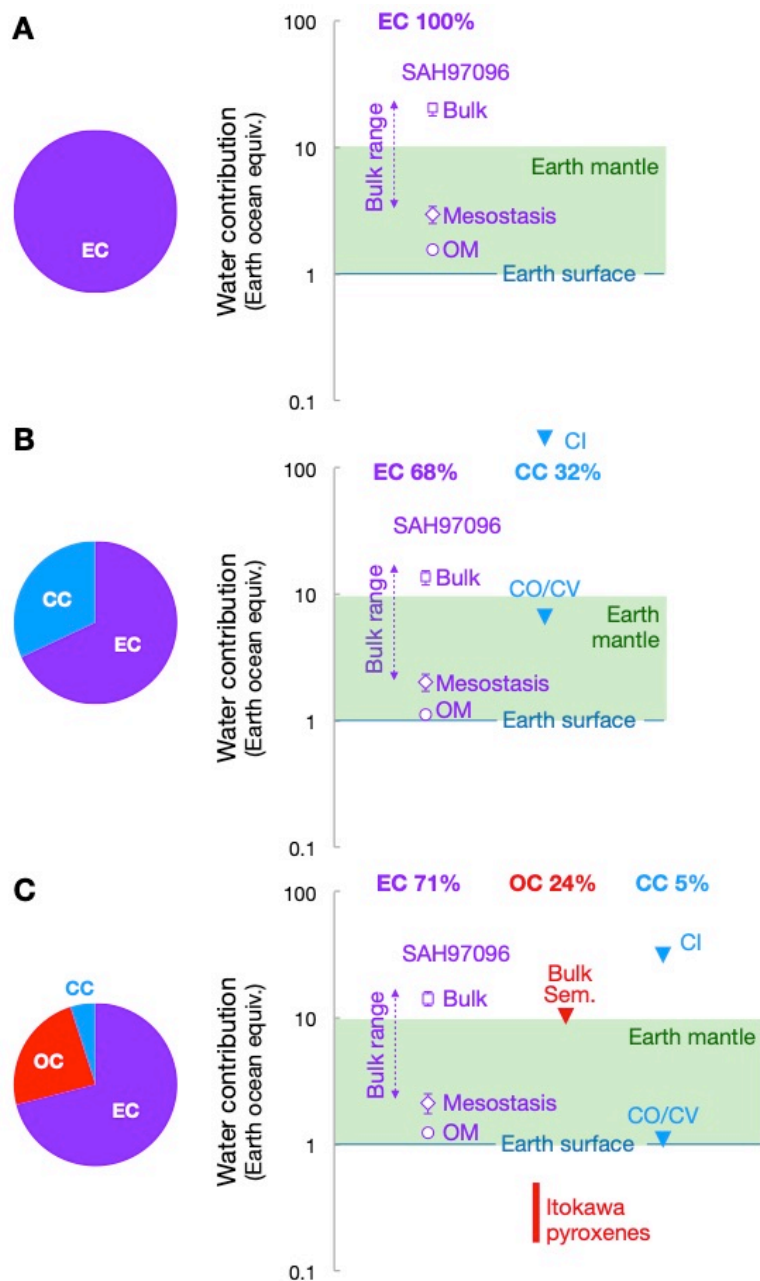 A
EC 100%
100
SAH97096
Bulk
Bulk range
10
Earth mantle
Mesostasis
OM
1
Earth surface
0.1
Water contribution
(Earth ocean equiv.)
EC
B
CI
100
EC 68%
CC 32%
SAH97096
Bulk
Bulk range
CO/CV
10
Earth
mantle
Mesostasis
OM
1
Earth surface
0.1
Water contribution
(Earth ocean equiv.)
CC
EC
C
EC 71%
OC 24%
CC 5%
100
SAH97096
CI
Bulk
Sem.
Bulk
Bulk range
10
Earth mantle
Mesostasis
CO/CV
OM
1
Earth surface
Itokawa
pyroxenes
0.1
Water contribution
(Earth ocean equiv.)
CC
OC
EC